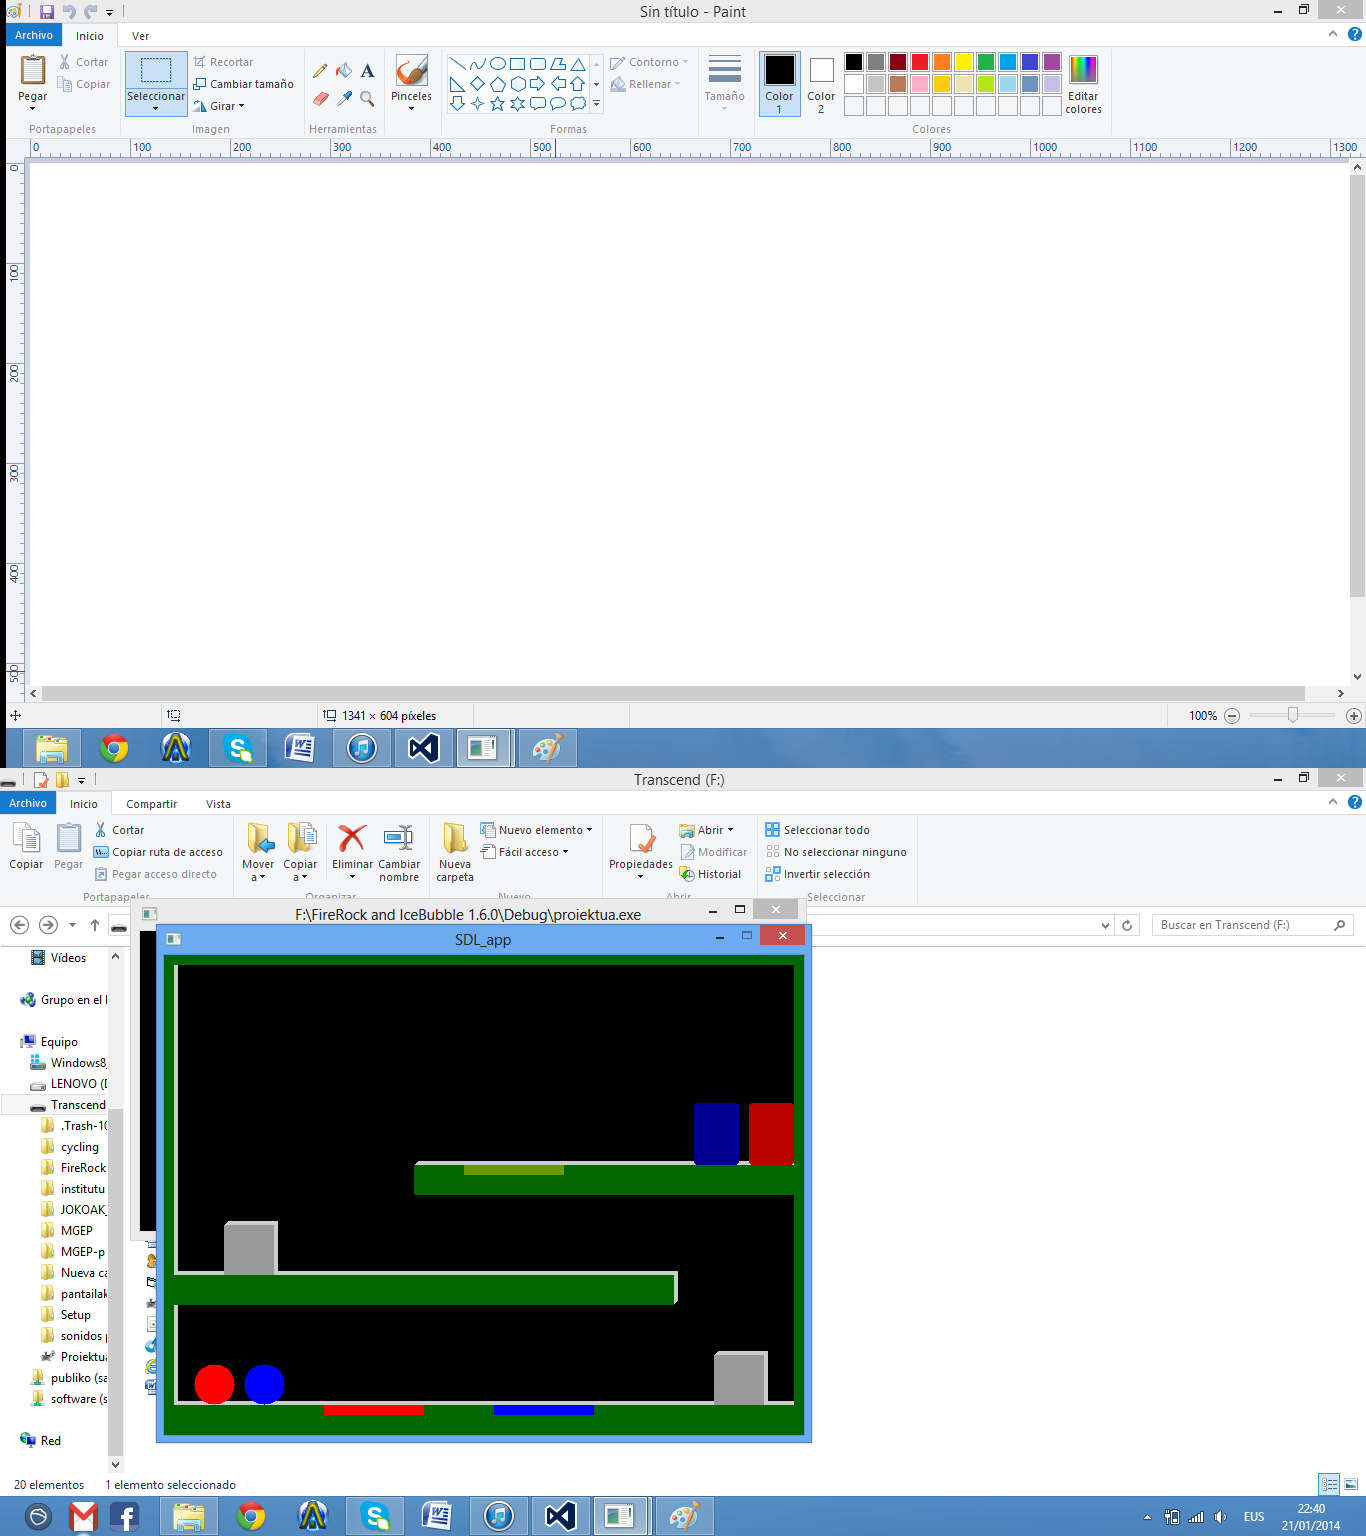 Sin título - Paint
Archivo Inicio Ver
Pegar Cortar Copiar
Portapapeles
Seleccionar Recortar Cambiar tamaño Girar
Imagen
Herramientas
Pinceles
Contorno Rellenar
Formas
Tamaño
Color 1 Color 2 Editar colores
Colores
0 100 200 300 400 500 600 700 800 900 1000 1100 1200 1300
0 100 200 300 400 500
1341 × 604 píxeles 100%
Transcend (F:)
Archivo Inicio Compartir Vista
Copiar Pegar Cortar Copiar ruta de acceso Pegar acceso directo
Portapapeles
Mover a Copiar a Eliminar Cambiar nombre
Organizar
Nueva carpeta Nuevo elemento Fácil acceso
Nuevo
Propiedades Abrir Modificar Historial
Abrir
Seleccionar todo No seleccionar ninguno Invertir selección
Seleccionar
Buscar en Transcend (F:)
F:\FireRock and IceBubble 1.6.0\Debug\proiektua.exe
SDL_app
Vídeos
Grupo en el
Equipo
Windows8_
LENOVO (
Transcend
.Trash-10
cycling
FireRock
institutu
JOKOAK_
MGEP
MGEP-p
Nueva ca
pantailak
Setup
sonidos
Proiektua
publiko (sa
software (s
Red
20 elementos 1 elemento seleccionado
EUS 22:40
21/01/2014